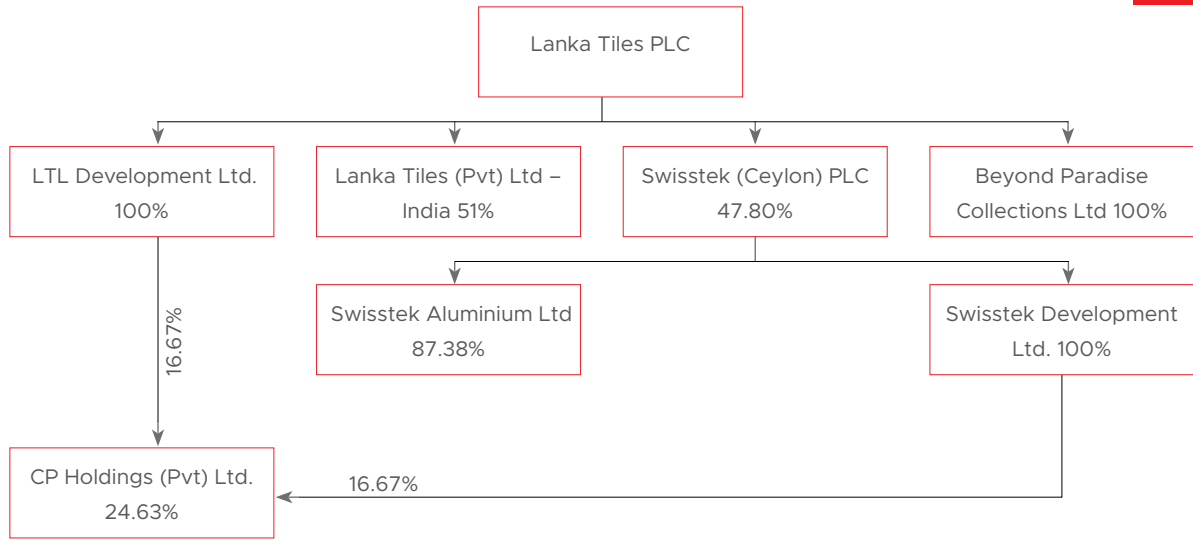 Lanka Tiles PLC
LTL Development Ltd.
100%
Lanka Tiles (Pvt) Ltd –
India 51%
Swisstek (Ceylon) PLC
47.80%
Beyond Paradise
Collections Ltd 100%
16.67%
Swisstek Aluminium Ltd
87.38%
Swisstek Development
Ltd. 100%
CP Holdings (Pvt) Ltd.
24.63%
16.67%